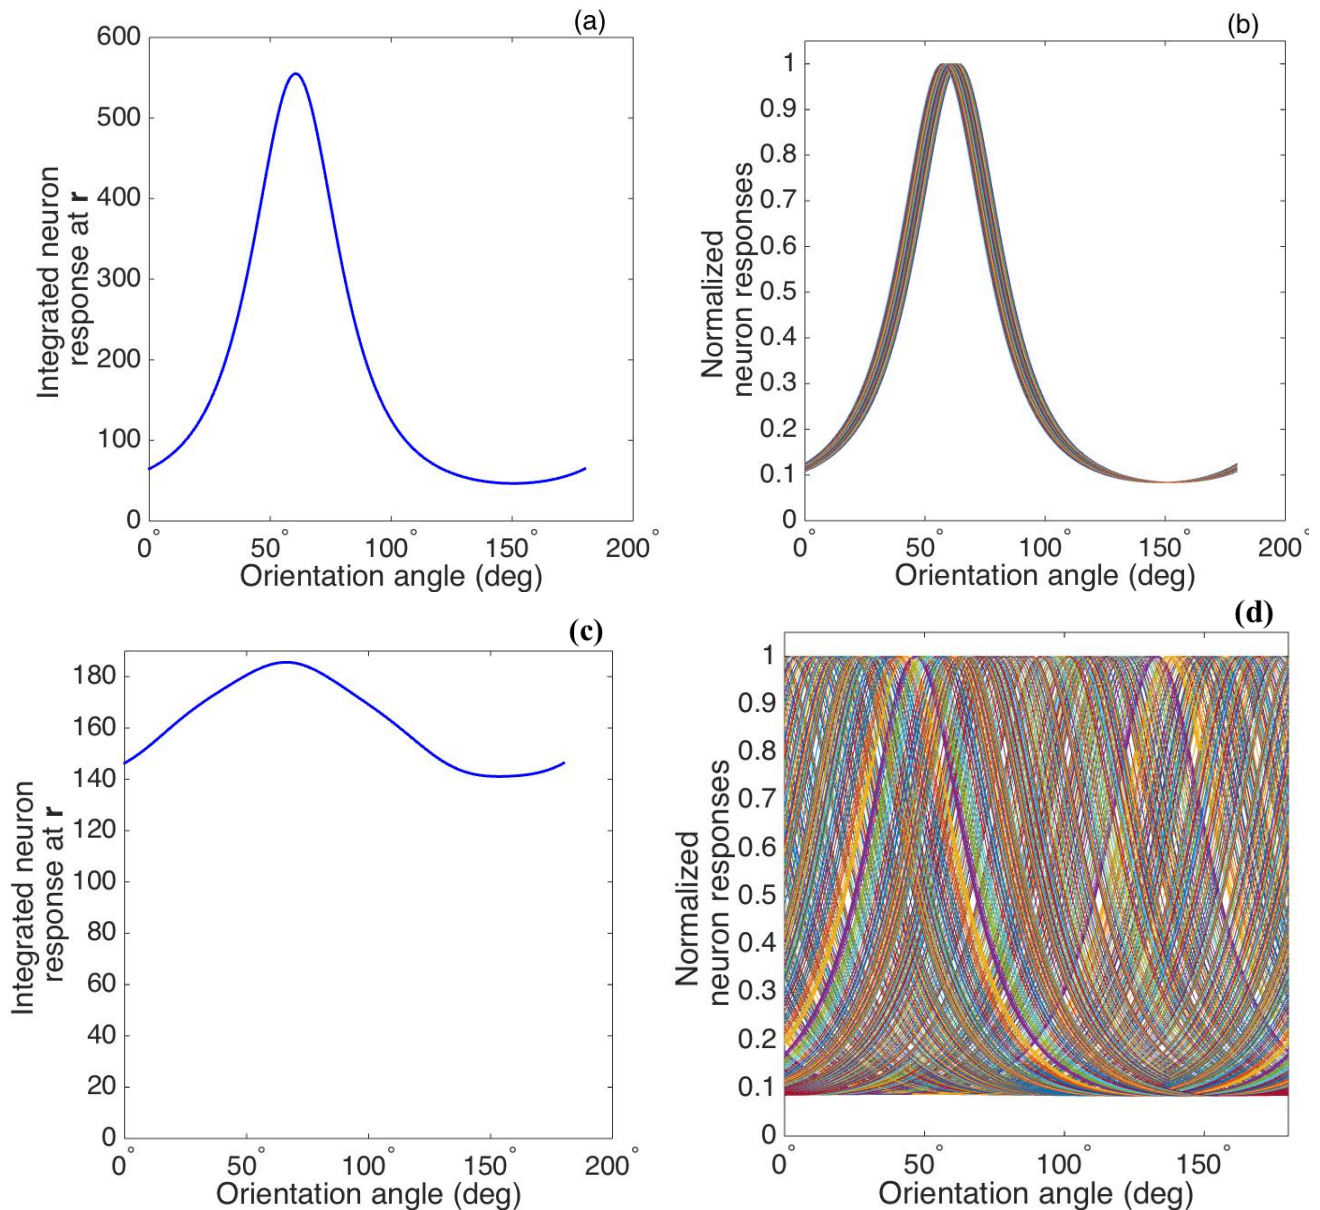 (a)
600
500
400
300
200
100
0
Integrated neuron
response at r
0° 50° 100° 150° 200°
Orientation angle (deg)
(b)
1
0.9
0.8
0.7
0.6
0.5
0.4
0.3
0.2
0.1
0
Normalized
neuron responses
0° 50° 100° 150° 200°
Orientation angle (deg)
(c)
180
160
140
120
100
80
60
40
20
0
Integrated neuron
response at r
0° 50° 100° 150° 200°
Orientation angle (deg)
(d)
1
0.9
0.8
0.7
0.6
0.5
0.4
0.3
0.2
0.1
0
Normalized
neuron responses
0° 50° 100° 150°
Orientation angle (deg)